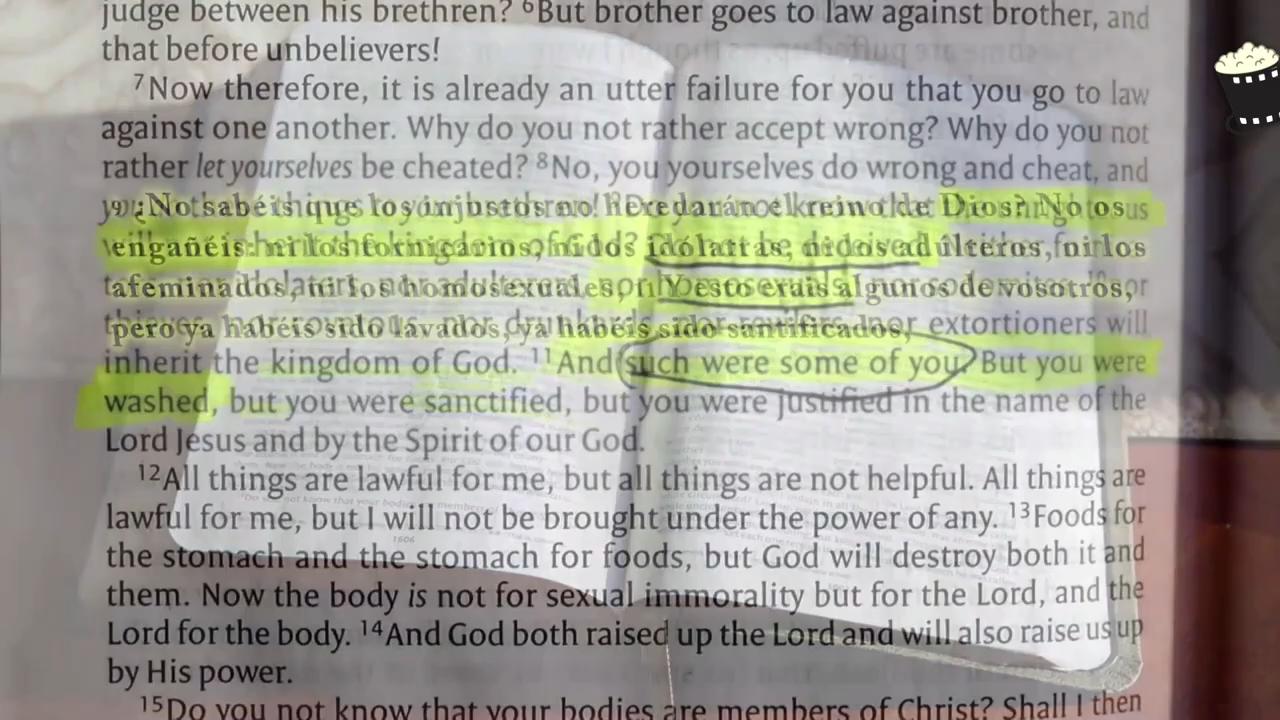 judge between his brethren? 6But brother goes to law against brother, and
that before unbelievers!
7Now therefore, it is already an utter failure for you that you go to law
against one another. Why do you not rather accept wrong? Why do you not
rather let yourselves be cheated? 8No, you yourselves do wrong and cheat, and
¿No sabéis que los injustos no heredarán el reino de Dios? No os
engañéis: ni los fornicarios, ni los idólatras, ni los adúlteros, ni los
afeminados, ni los homosexuales, Y esto erais algunos de vosotros,
pero ya habéis sido lavados, ya habéis sido santificados, extortioners will
inherit the kingdom of God. 11And such were some of you. But you were
washed, but you were sanctified, but you were justified in the name of the
Lord Jesus and by the Spirit of our God.
12All things are lawful for me, but all things are not helpful. All things are
lawful for me, but I will not be brought under the power of any. 13Foods for
the stomach and the stomach for foods, but God will destroy both it and
them. Now the body is not for sexual immorality but for the Lord, and the
Lord for the body. 14And God both raised up the Lord and will also raise us up
by His power.
15Do you not know that your bodies are members of Christ? Shall I then